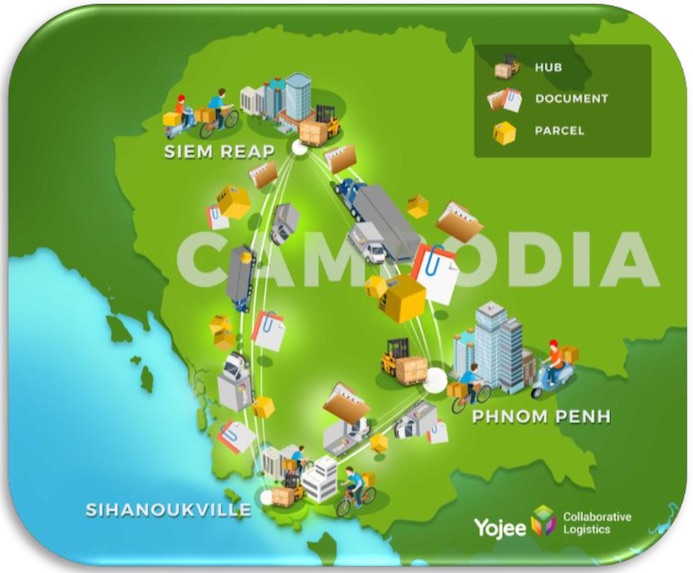 HUB
DOCUMENT
PARCEL
SIEM REAP
CAMBODIA
PHNOM PENH
SIHANOUKVILLE
Yojee
Collaborative
Logistics